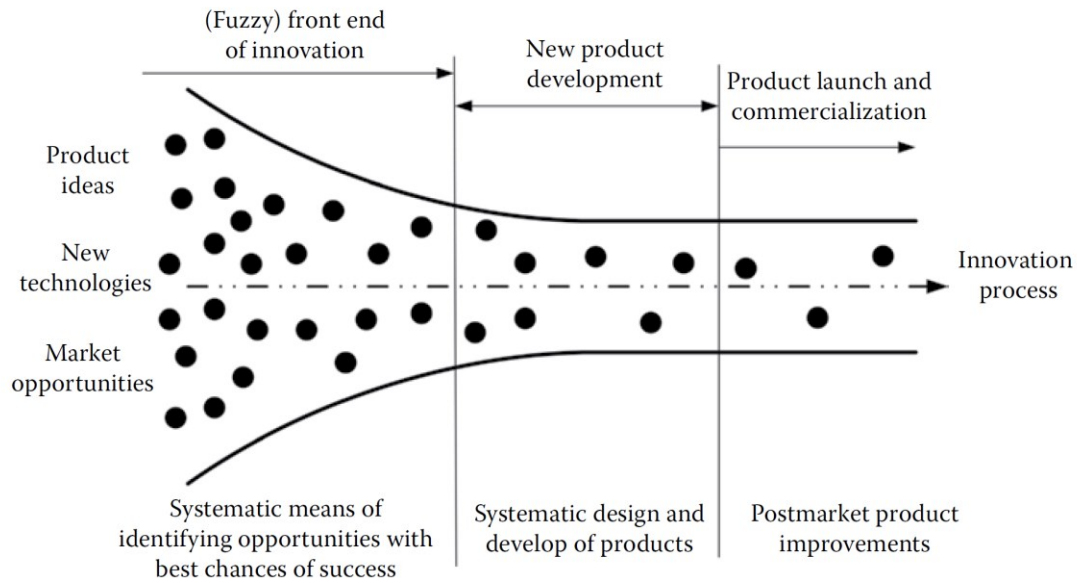 (Fuzzy) front end
of innovation
New product
development
Product launch and
commercialization
Product
ideas
New
technologies
Market
opportunities
Innovation
process
Systematic means of
identifying opportunities with
best chances of success
Systematic design and
develop of products
Postmarket product
improvements